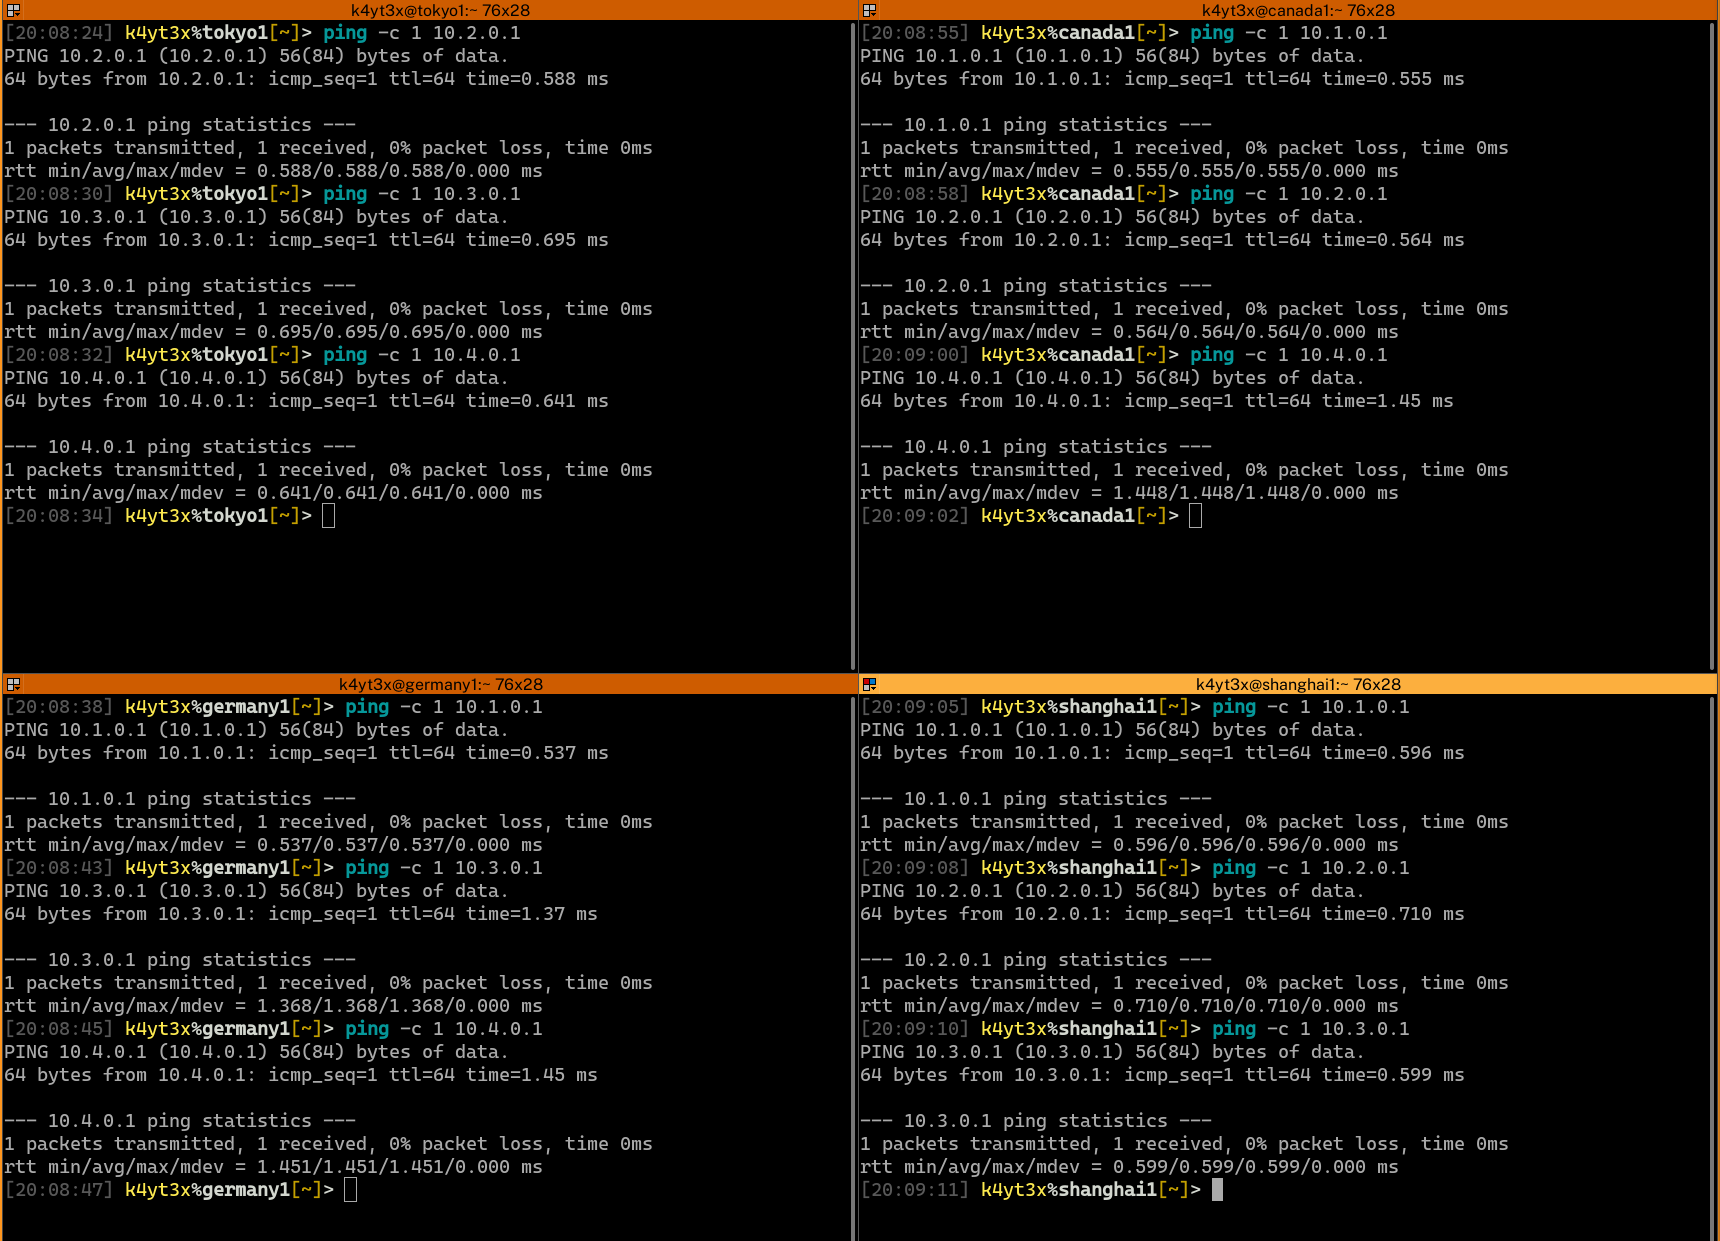 k4yt3x@tokyo1:~ 76x28
[20:08:24] k4yt3x%tokyo1[~]> ping -c 1 10.2.0.1
PING 10.2.0.1 (10.2.0.1) 56(84) bytes of data.
64 bytes from 10.2.0.1: icmp_seq=1 ttl=64 time=0.588 ms
--- 10.2.0.1 ping statistics ---
1 packets transmitted, 1 received, 0% packet loss, time 0ms
rtt min/avg/max/mdev = 0.588/0.588/0.588/0.000 ms
[20:08:30] k4yt3x%tokyo1[~]> ping -c 1 10.3.0.1
PING 10.3.0.1 (10.3.0.1) 56(84) bytes of data.
64 bytes from 10.3.0.1: icmp_seq=1 ttl=64 time=0.695 ms
--- 10.3.0.1 ping statistics ---
1 packets transmitted, 1 received, 0% packet loss, time 0ms
rtt min/avg/max/mdev = 0.695/0.695/0.695/0.000 ms
[20:08:32] k4yt3x%tokyo1[~]> ping -c 1 10.4.0.1
PING 10.4.0.1 (10.4.0.1) 56(84) bytes of data.
64 bytes from 10.4.0.1: icmp_seq=1 ttl=64 time=0.641 ms
--- 10.4.0.1 ping statistics ---
1 packets transmitted, 1 received, 0% packet loss, time 0ms
rtt min/avg/max/mdev = 0.641/0.641/0.641/0.000 ms
[20:08:34] k4yt3x%tokyo1[~]>
k4yt3x@canada1:~ 76x28
[20:08:55] k4yt3x%canada1[~]> ping -c 1 10.1.0.1
PING 10.1.0.1 (10.1.0.1) 56(84) bytes of data.
64 bytes from 10.1.0.1: icmp_seq=1 ttl=64 time=0.555 ms
--- 10.1.0.1 ping statistics ---
1 packets transmitted, 1 received, 0% packet loss, time 0ms
rtt min/avg/max/mdev = 0.555/0.555/0.555/0.000 ms
[20:08:58] k4yt3x%canada1[~]> ping -c 1 10.2.0.1
PING 10.2.0.1 (10.2.0.1) 56(84) bytes of data.
64 bytes from 10.2.0.1: icmp_seq=1 ttl=64 time=0.564 ms
--- 10.2.0.1 ping statistics ---
1 packets transmitted, 1 received, 0% packet loss, time 0ms
rtt min/avg/max/mdev = 0.564/0.564/0.564/0.000 ms
[20:09:00] k4yt3x%canada1[~]> ping -c 1 10.4.0.1
PING 10.4.0.1 (10.4.0.1) 56(84) bytes of data.
64 bytes from 10.4.0.1: icmp_seq=1 ttl=64 time=1.45 ms
--- 10.4.0.1 ping statistics ---
1 packets transmitted, 1 received, 0% packet loss, time 0ms
rtt min/avg/max/mdev = 1.448/1.448/1.448/0.000 ms
[20:09:02] k4yt3x%canada1[~]>
k4yt3x@germany1:~ 76x28
[20:08:38] k4yt3x%germany1[~]> ping -c 1 10.1.0.1
PING 10.1.0.1 (10.1.0.1) 56(84) bytes of data.
64 bytes from 10.1.0.1: icmp_seq=1 ttl=64 time=0.537 ms
--- 10.1.0.1 ping statistics ---
1 packets transmitted, 1 received, 0% packet loss, time 0ms
rtt min/avg/max/mdev = 0.537/0.537/0.537/0.000 ms
[20:08:43] k4yt3x%germany1[~]> ping -c 1 10.3.0.1
PING 10.3.0.1 (10.3.0.1) 56(84) bytes of data.
64 bytes from 10.3.0.1: icmp_seq=1 ttl=64 time=1.37 ms
--- 10.3.0.1 ping statistics ---
1 packets transmitted, 1 received, 0% packet loss, time 0ms
rtt min/avg/max/mdev = 1.368/1.368/1.368/0.000 ms
[20:08:45] k4yt3x%germany1[~]> ping -c 1 10.4.0.1
PING 10.4.0.1 (10.4.0.1) 56(84) bytes of data.
64 bytes from 10.4.0.1: icmp_seq=1 ttl=64 time=1.45 ms
--- 10.4.0.1 ping statistics ---
1 packets transmitted, 1 received, 0% packet loss, time 0ms
rtt min/avg/max/mdev = 1.451/1.451/1.451/0.000 ms
[20:08:47] k4yt3x%germany1[~]>
k4yt3x@shanghai1:~ 76x28
[20:09:05] k4yt3x%shanghai1[~]> ping -c 1 10.1.0.1
PING 10.1.0.1 (10.1.0.1) 56(84) bytes of data.
64 bytes from 10.1.0.1: icmp_seq=1 ttl=64 time=0.596 ms
--- 10.1.0.1 ping statistics ---
1 packets transmitted, 1 received, 0% packet loss, time 0ms
rtt min/avg/max/mdev = 0.596/0.596/0.596/0.000 ms
[20:09:08] k4yt3x%shanghai1[~]> ping -c 1 10.2.0.1
PING 10.2.0.1 (10.2.0.1) 56(84) bytes of data.
64 bytes from 10.2.0.1: icmp_seq=1 ttl=64 time=0.710 ms
--- 10.2.0.1 ping statistics ---
1 packets transmitted, 1 received, 0% packet loss, time 0ms
rtt min/avg/max/mdev = 0.710/0.710/0.710/0.000 ms
[20:09:10] k4yt3x%shanghai1[~]> ping -c 1 10.3.0.1
PING 10.3.0.1 (10.3.0.1) 56(84) bytes of data.
64 bytes from 10.3.0.1: icmp_seq=1 ttl=64 time=0.599 ms
--- 10.3.0.1 ping statistics ---
1 packets transmitted, 1 received, 0% packet loss, time 0ms
rtt min/avg/max/mdev = 0.599/0.599/0.599/0.000 ms
[20:09:11] k4yt3x%shanghai1[~]>